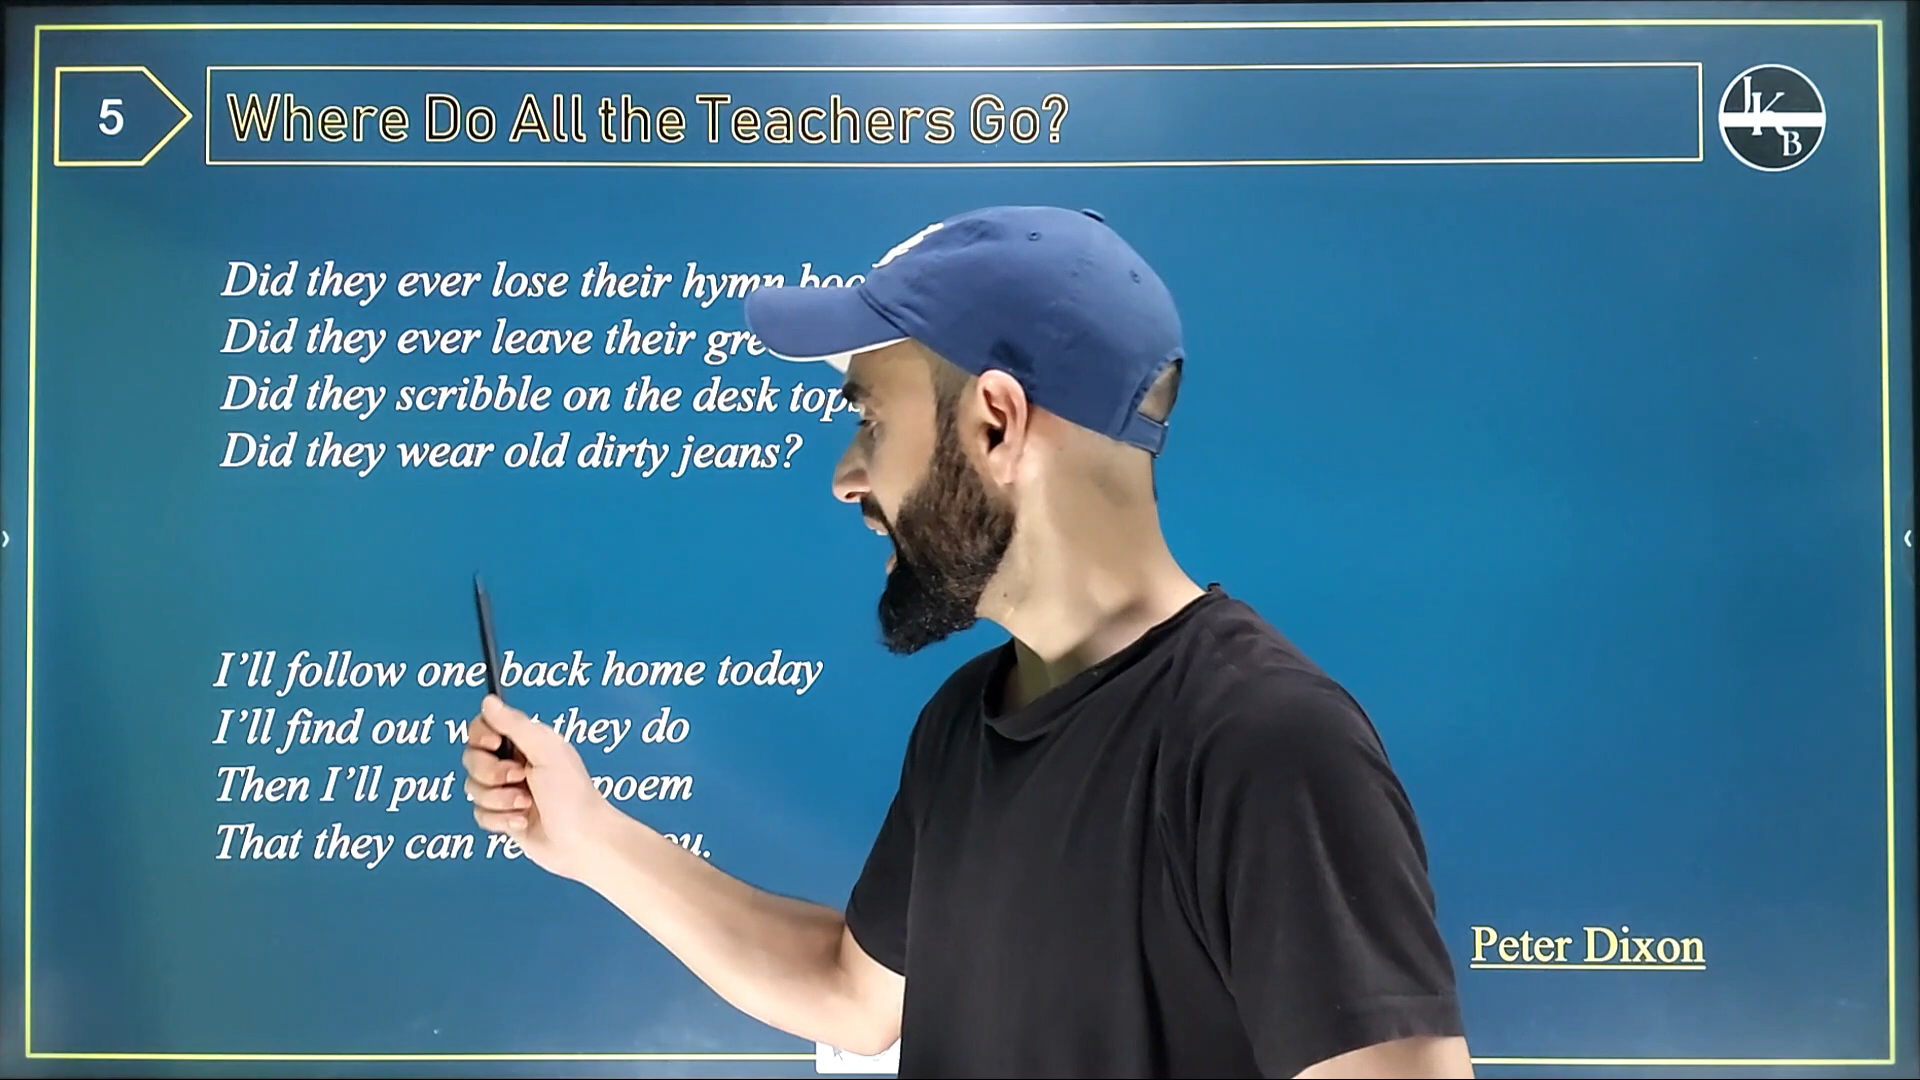 5
Where Do All the Teachers Go?
JK
B
Did they ever lose their hymn
Did they ever leave their
Did they scribble on the desk tops
Did they wear old dirty jeans?
I’ll follow one back home today
I’ll find out they do
Then I’ll put poem
That they can
Peter Dixon